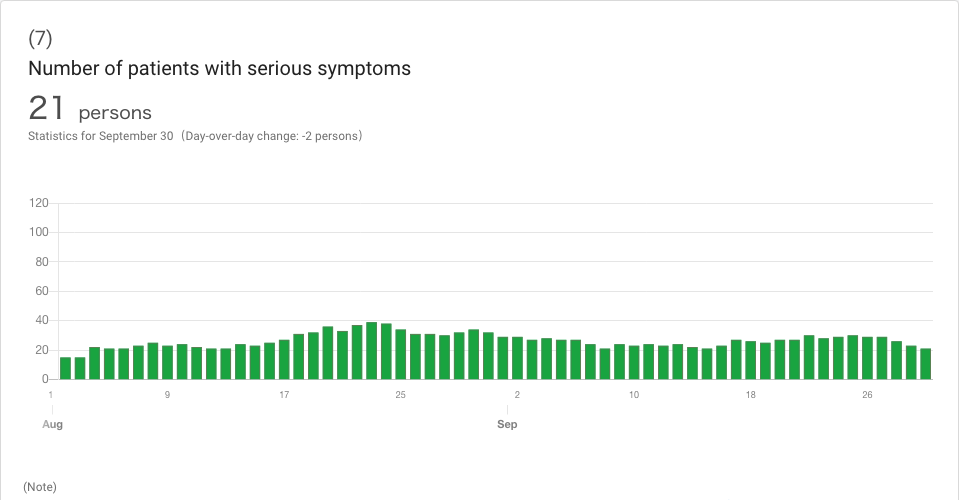 (7)
Number of patients with serious symptoms
21 persons
Statistics for September 30（Day-over-day change: -2 persons）
120
100
80
60
40
20
0
1 9 17 25 2 10 18 26
Aug Sep
(Note)